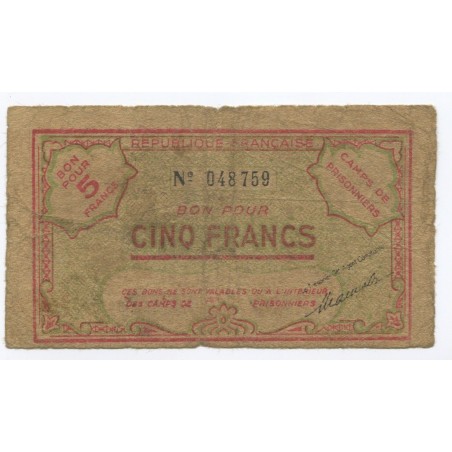 REPUBLIQUE FRANÇAISE
BON
POUR
5
FRANCS
CAMPS DE
PRISONNIERS
Nº 048759
BON POUR
CINQ FRANCS
CES BONS NE SONT VALABLES QU'A L'INTERIEUR
DES CAMPS DE PRISONNIERS